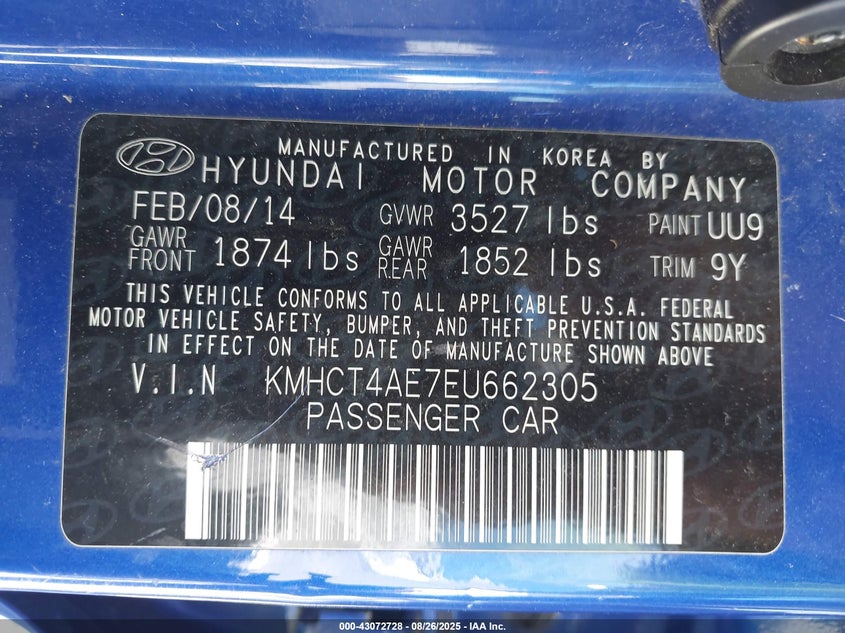 MANUFACTURED IN KOREA BY
HYUNDAI MOTOR COMPANY
FEB/08/14 GVWR 3527 lbs PAINT UU9
GAWR FRONT 1874 lbs GAWR REAR 1852 lbs TRIM 9Y
THIS VEHICLE CONFORMS TO ALL APPLICABLE U.S.A. FEDERAL
MOTOR VEHICLE SAFETY, BUMPER, AND THEFT PREVENTION STANDARDS
IN EFFECT ON THE DATE OF MANUFACTURE SHOWN ABOVE
V.I.N KMHCT4AE7EU662305
PASSENGER CAR
000-43072728 - 08/26/2025 - IAA Inc.